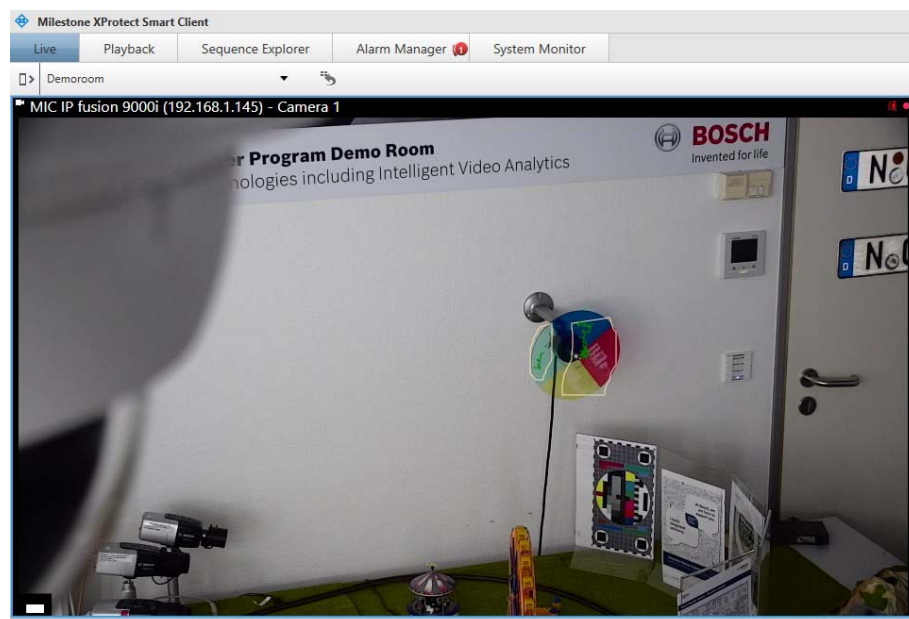 Milestone XProtect Smart Client
Live Playback Sequence Explorer Alarm Manager 1 System Monitor
Demoroom
MIC IP fusion 9000i (192.168.1.145) - Camera 1
r Program Demo Room
nologies including Intelligent Video Analytics
BOSCH
Invented for life
D N
D N